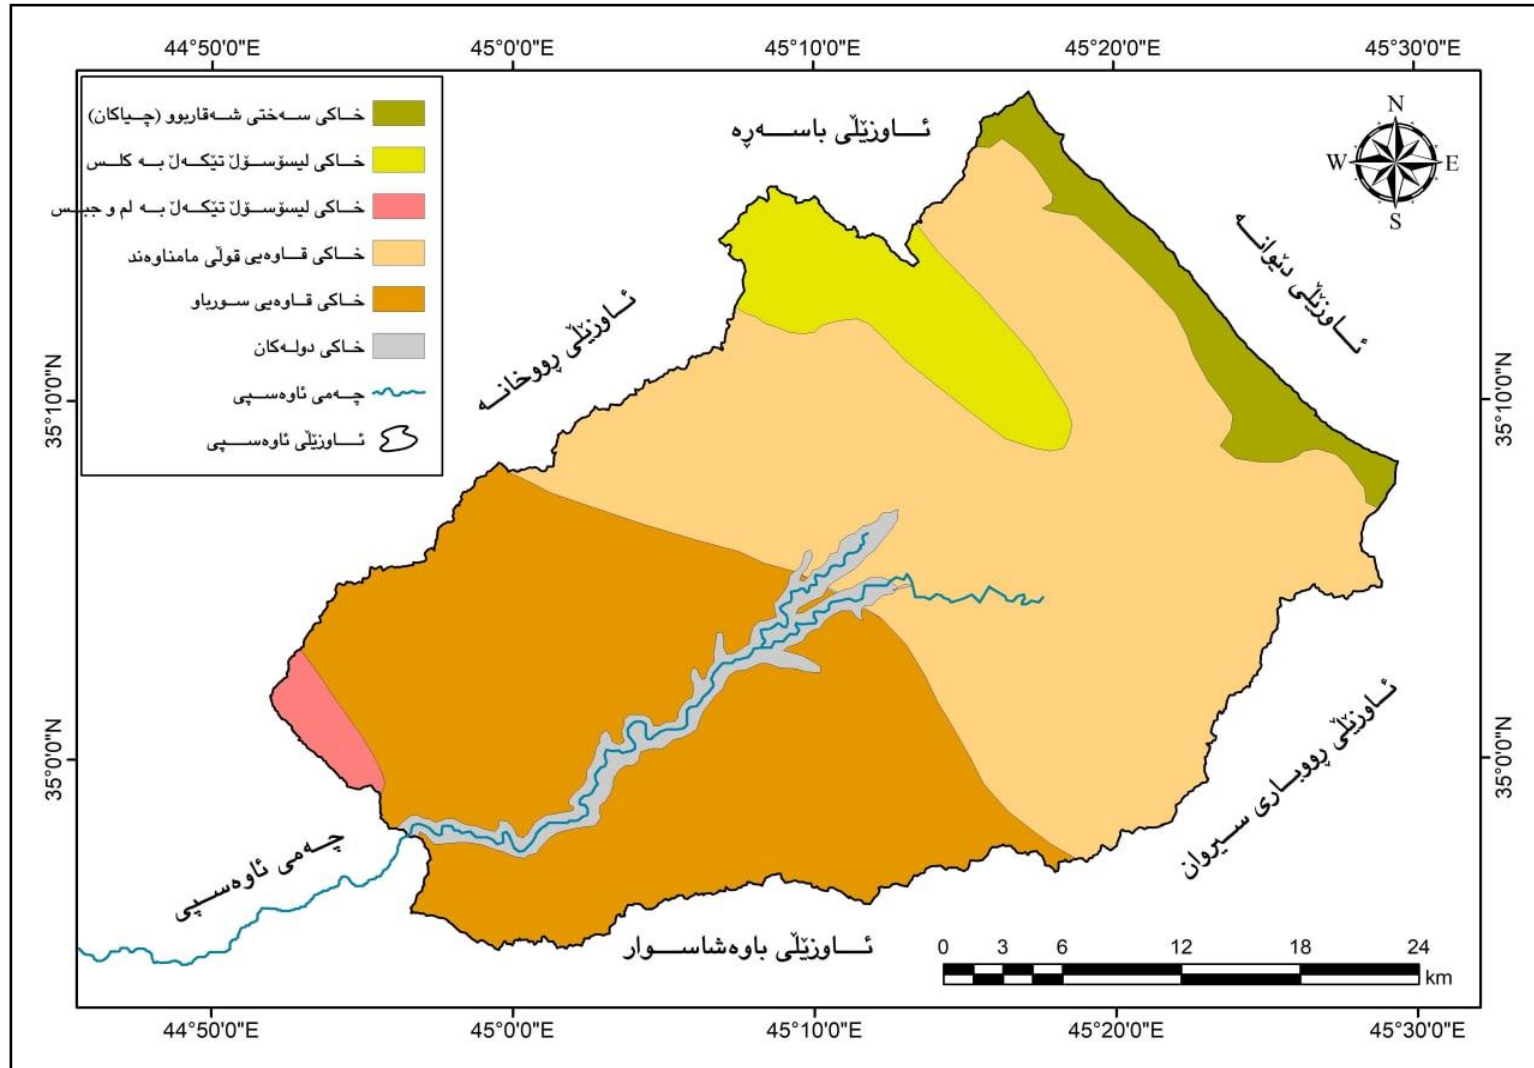 44°50'0"E
45°0'0"E
45°10'0"E
45°20'0"E
45°30'0"E
خاکی سەختی شەقاربوو (چیاکان)
خاکی لیسۆسۆڵ تێکەڵ بە کلس
خاکی لیسۆسۆڵ تێکەڵ بە لم و جبس
خاکی قاوەیی قوڵی مامناوەند
خاکی قاوەیی سورباو
خاکی دولەکان
چەمی ئاوەسپی
ئاوزێڵی ئاوەسپی
ئاوزێڵی باسەڕە
N
W
E
S
ئاوزێڵی دێوانە
ئاوزێڵی ڕووخانە
35°10'0"N
35°10'0"N
35°0'0"N
35°0'0"N
ئاوزێڵی ڕووباری سیروان
چەمی ئاوەسپی
ئاوزێڵی باوەشاسوار
0
3
6
12
18
24
km
44°50'0"E
45°0'0"E
45°10'0"E
45°20'0"E
45°30'0"E